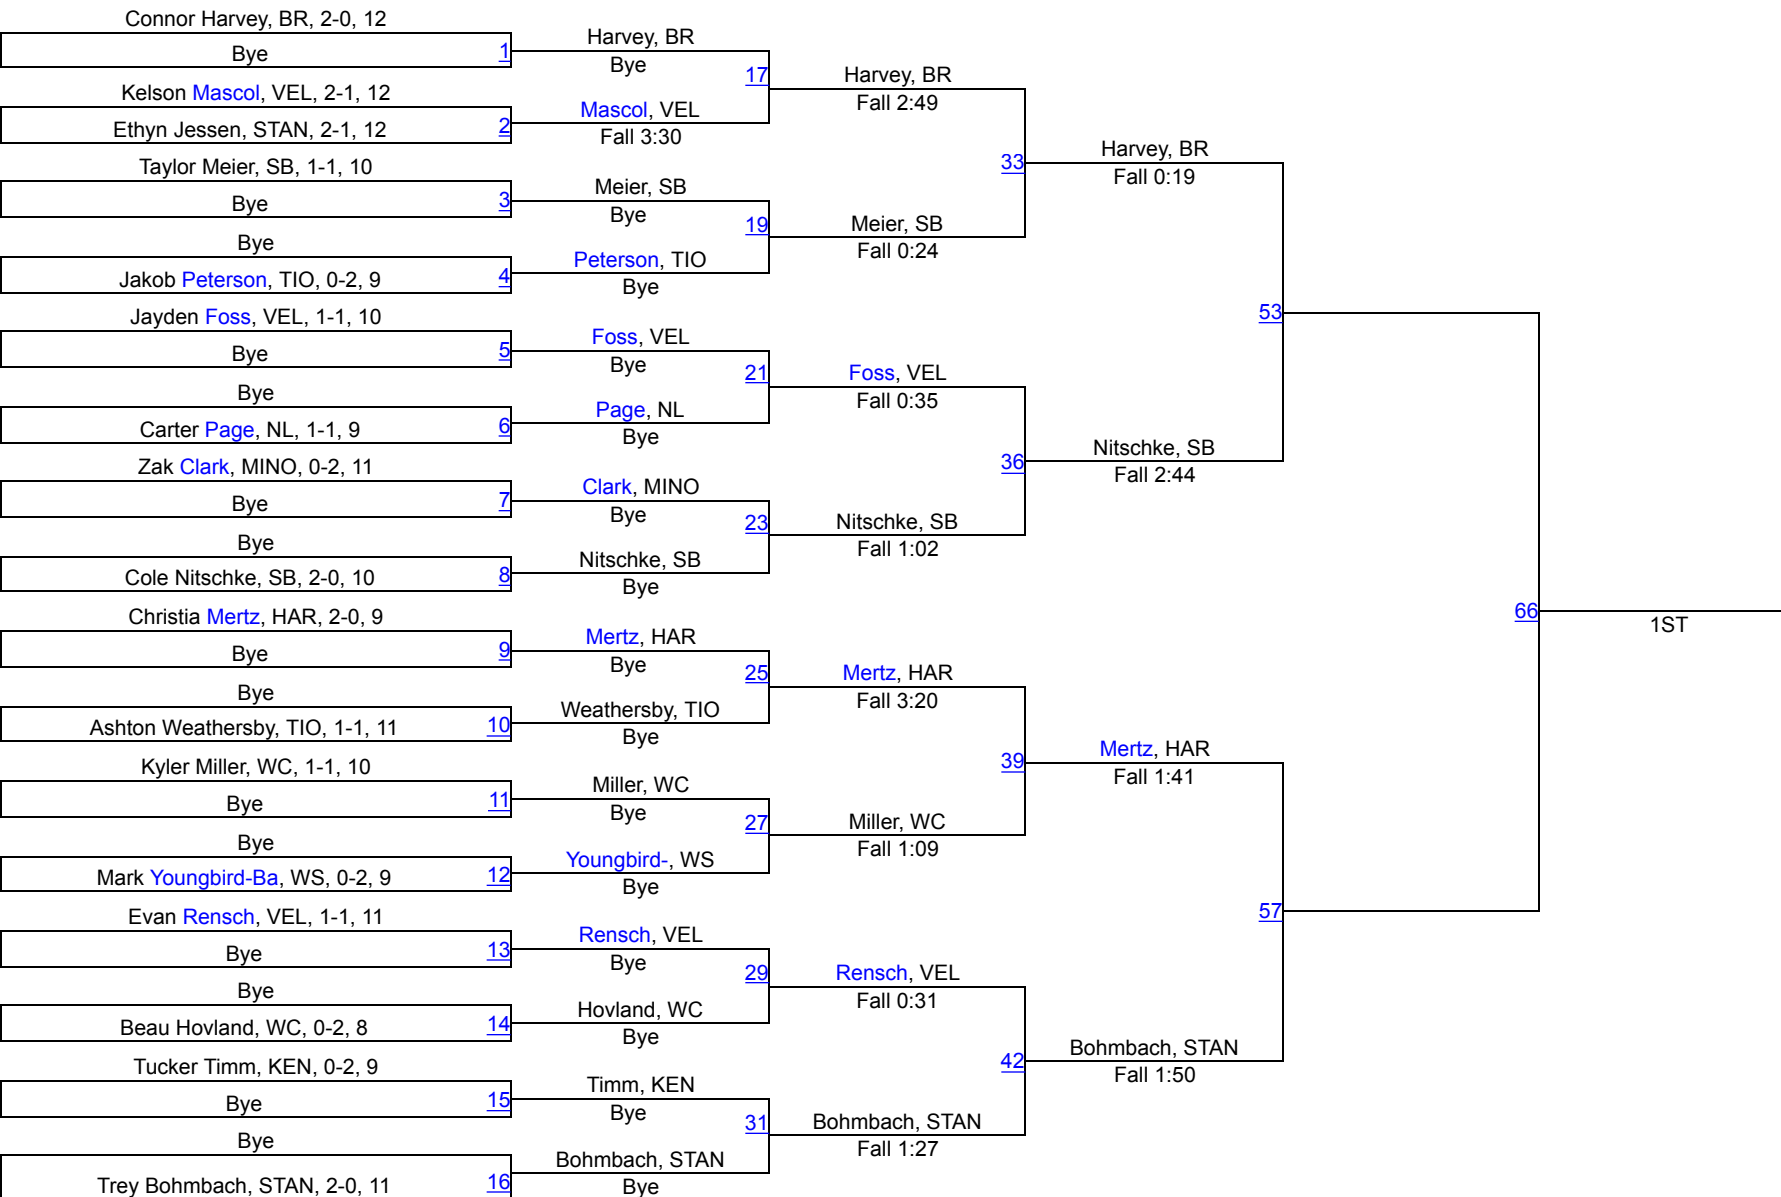 Connor Harvey, BR, 2-0, 12
Bye
1
Kelson Mascol, VEL, 2-1, 12
Ethyn Jessen, STAN, 2-1, 12
2
Taylor Meier, SB, 1-1, 10
Bye
3
Bye
Jakob Peterson, TIO, 0-2, 9
4
Jayden Foss, VEL, 1-1, 10
Bye
5
Bye
Carter Page, NL, 1-1, 9
6
Zak Clark, MINO, 0-2, 11
Bye
7
Bye
Cole Nitschke, SB, 2-0, 10
8
Christia Mertz, HAR, 2-0, 9
Bye
9
Bye
Ashton Weathersby, TIO, 1-1, 11
10
Kyler Miller, WC, 1-1, 10
Bye
11
Bye
Mark Youngbird-Ba, WS, 0-2, 9
12
Evan Rensch, VEL, 1-1, 11
Bye
13
Bye
Beau Hovland, WC, 0-2, 8
14
Tucker Timm, KEN, 0-2, 9
Bye
15
Bye
Trey Bohmbach, STAN, 2-0, 11
16
Harvey, BR
Bye
17
Mascol, VEL
Fall 3:30
Meier, SB
Bye
19
Peterson, TIO
Bye
Foss, VEL
Bye
21
Page, NL
Bye
Clark, MINO
Bye
23
Nitschke, SB
Bye
Mertz, HAR
Bye
25
Weathersby, TIO
Bye
Miller, WC
Bye
27
Youngbird-, WS
Bye
Rensch, VEL
Bye
29
Hovland, WC
Bye
Timm, KEN
Bye
31
Bohmbach, STAN
Bye
Harvey, BR
Fall 2:49
33
Meier, SB
Fall 0:24
Foss, VEL
Fall 0:35
36
Nitschke, SB
Fall 1:02
Mertz, HAR
Fall 3:20
39
Miller, WC
Fall 1:09
Rensch, VEL
Fall 0:31
42
Bohmbach, STAN
Fall 1:27
Harvey, BR
Fall 0:19
53
Nitschke, SB
Fall 2:44
Mertz, HAR
Fall 1:41
57
Bohmbach, STAN
Fall 1:50
66
1ST